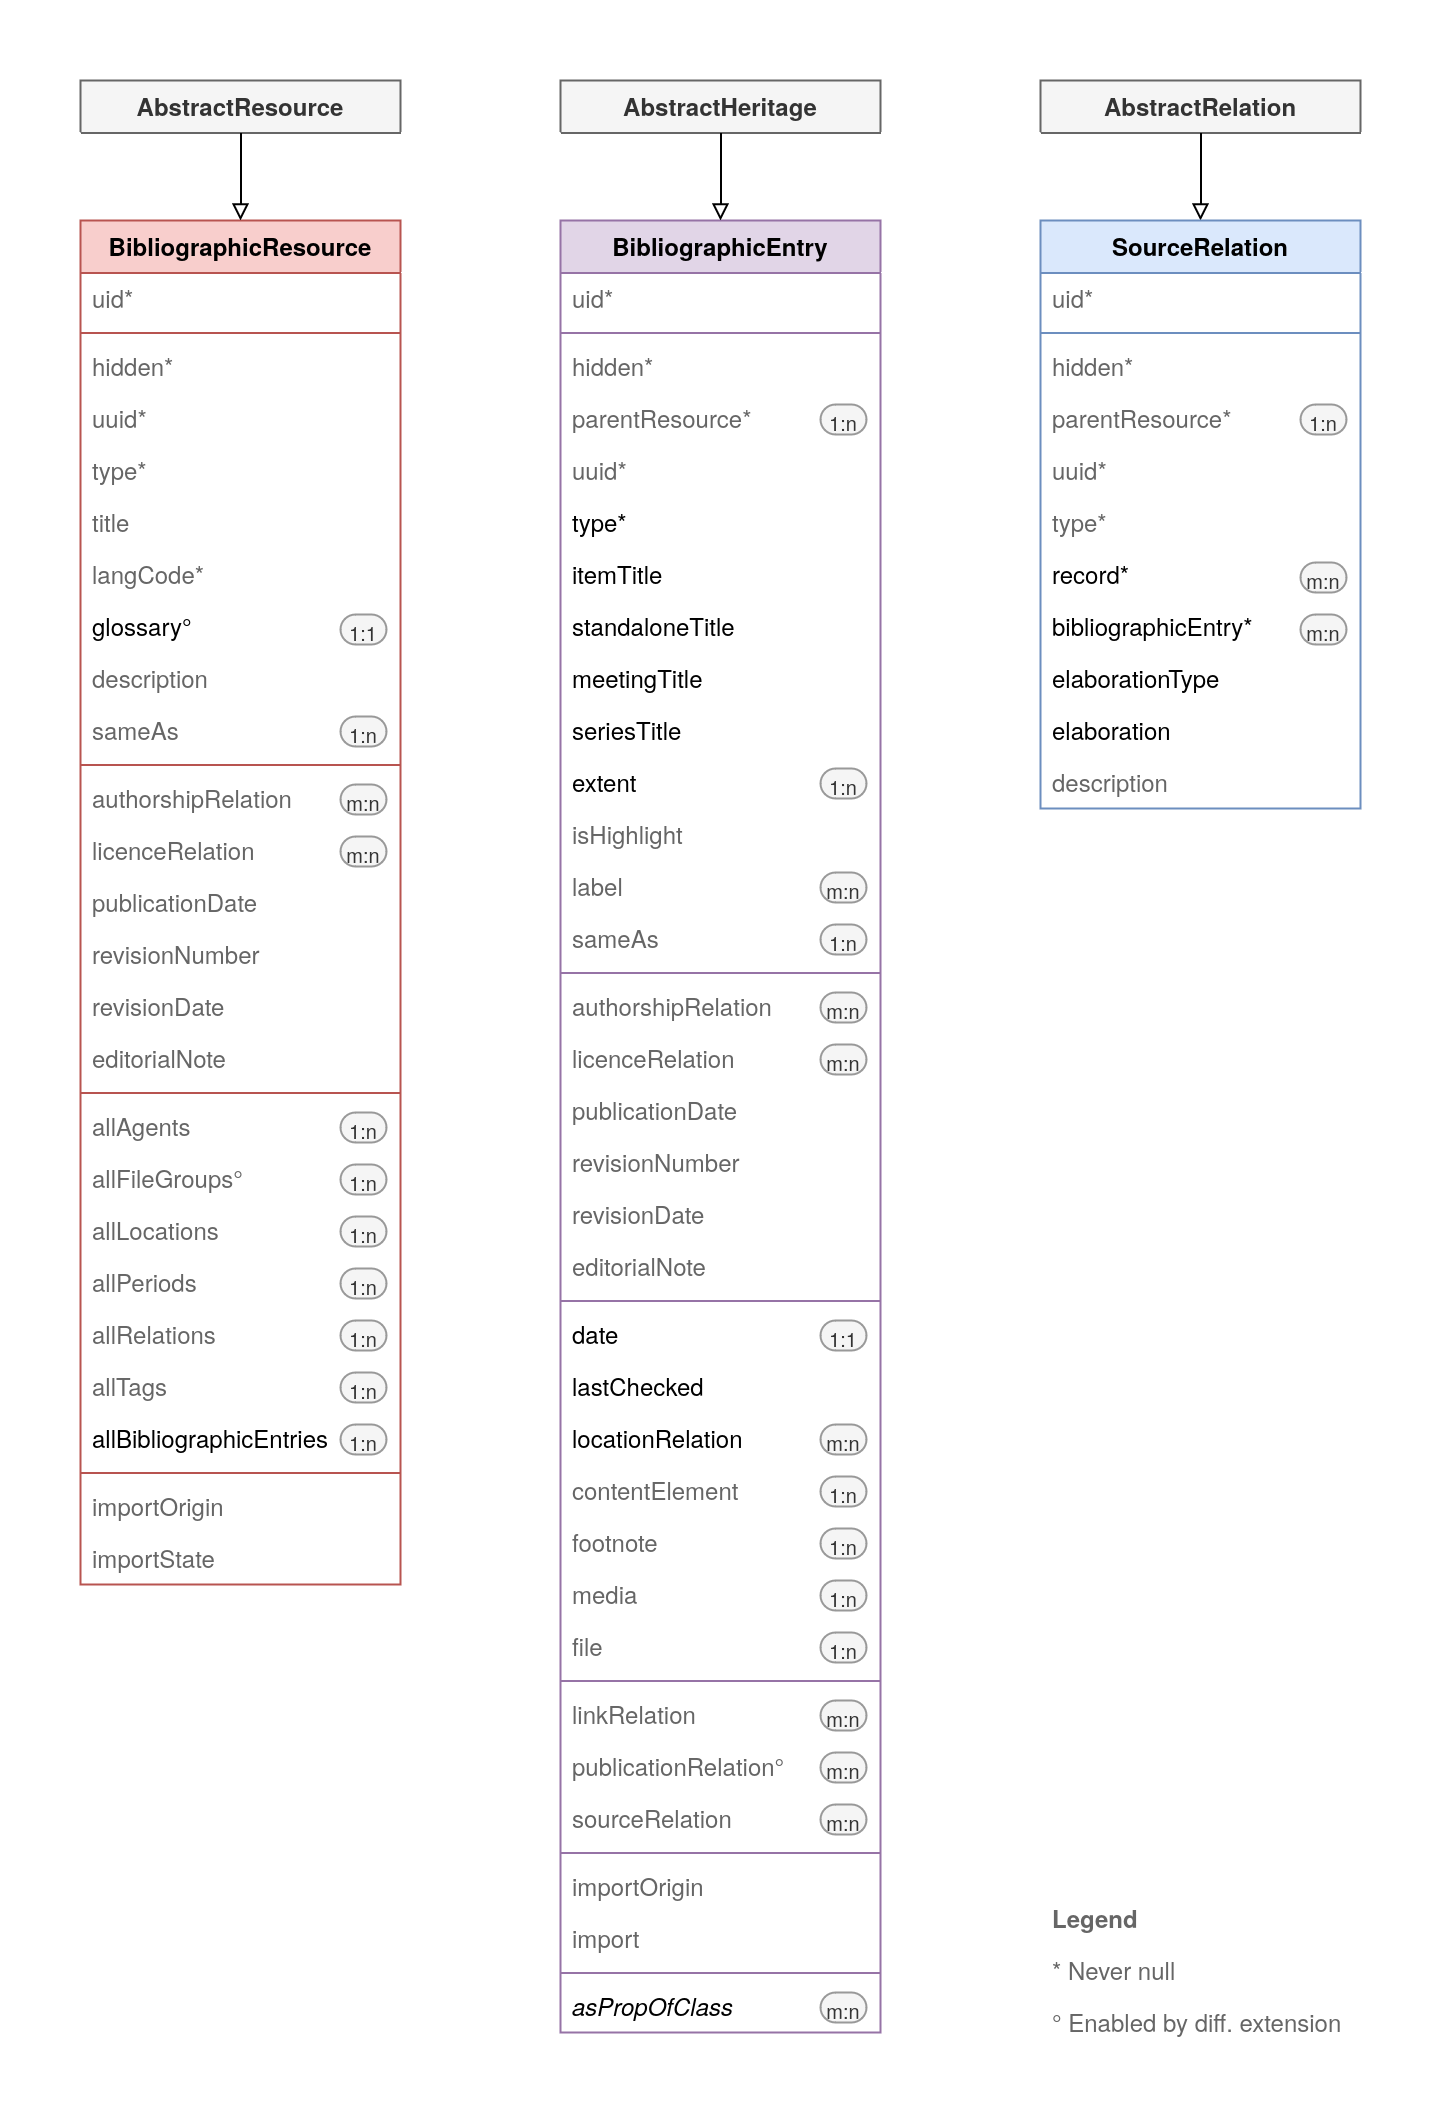 AbstractResource
BibliographicResource
uid*
hidden*
uuid*
type*
title
langCode*
glossary° 1:1
description
sameAs 1:n
authorshipRelation m:n
licenceRelation m:n
publicationDate
revisionNumber
revisionDate
editorialNote
allAgents 1:n
allFileGroups° 1:n
allLocations 1:n
allPeriods 1:n
allRelations 1:n
allTags 1:n
allBibliographicEntries 1:n
importOrigin
importState
AbstractHeritage
BibliographicEntry
uid*
hidden*
parentResource* 1:n
uuid*
type*
itemTitle
standaloneTitle
meetingTitle
seriesTitle
extent 1:n
isHighlight
label m:n
sameAs 1:n
authorshipRelation m:n
licenceRelation m:n
publicationDate
revisionNumber
revisionDate
editorialNote
date 1:1
lastChecked
locationRelation m:n
contentElement 1:n
footnote 1:n
media 1:n
file 1:n
linkRelation m:n
publicationRelation° m:n
sourceRelation m:n
importOrigin
import
asPropOfClass m:n
AbstractRelation
SourceRelation
uid*
hidden*
parentResource* 1:n
uuid*
type*
record* m:n
bibliographicEntry* m:n
elaborationType
elaboration
description
Legend
* Never null
° Enabled by diff. extension